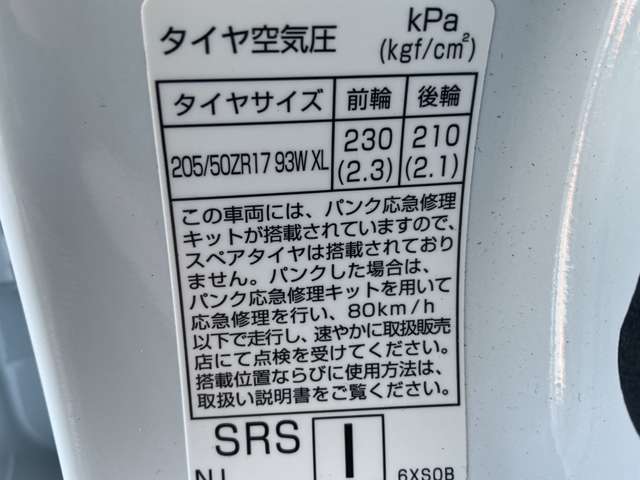 タイヤ空気圧 kPa
(kgf/cm²)
タイヤサイズ 前輪 後輪
205/50ZR17 93W XL 230 210
(2.3) (2.1)
この車両には、パンク応急修理
キットが搭載されていますので、
スペアタイヤは搭載されており
ません。パンクした場合は、
パンク応急修理キットを用いて
応急修理を行い、80km/h
以下で走行し、速やかに取扱販売
店にて点検を受けてください。
搭載位置ならびに使用方法は、
取扱い説明書をご覧ください。
SRS I
6XS0B